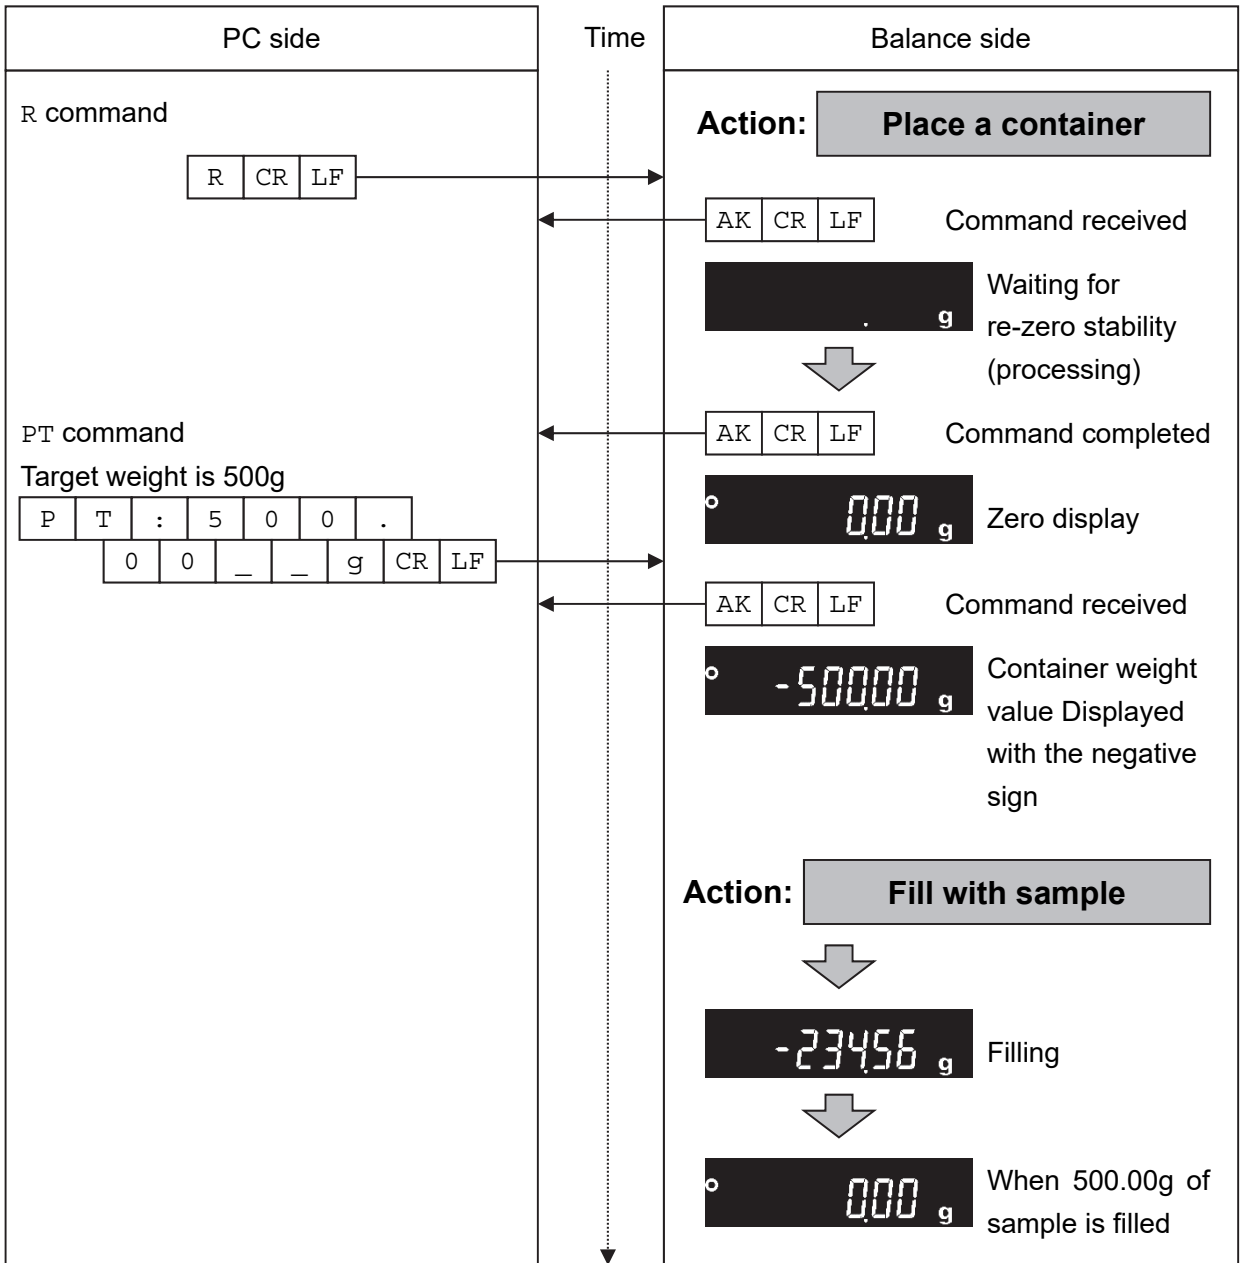 PC side
Time
Balance side
R command
Action: Place a container
R CR LF
AK CR LF Command received
. g
Waiting for
re-zero stability
(processing)
PT command
AK CR LF Command completed
Target weight is 500g
P T : 5 0 0 .
0 0 _ _ g CR LF
0.00 g Zero display
AK CR LF Command received
-500.00 g
Container weight
value Displayed
with the negative
sign
Action: Fill with sample
-234.56 g Filling
0.00 g
When 500.00g of
sample is filled